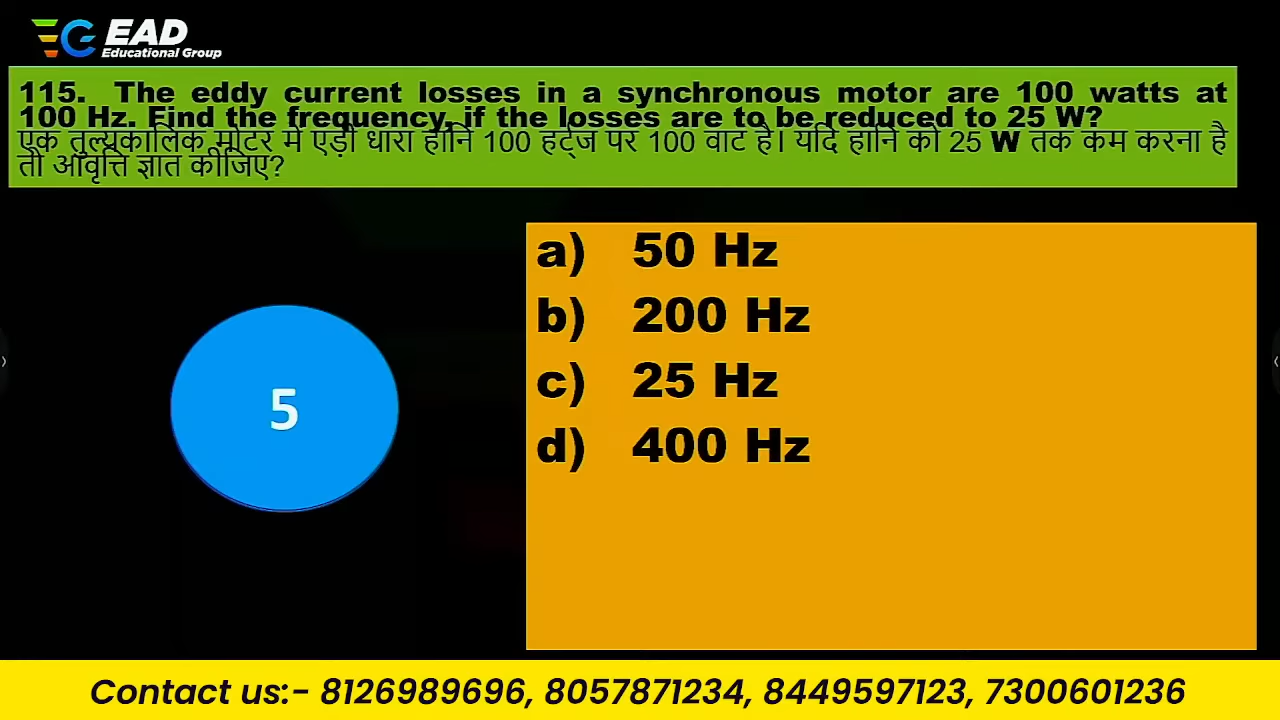 EAD
Educational Group
115. The eddy current losses in a synchronous motor are 100 watts at
100 Hz. Find the frequency, if the losses are to be reduced to 25 W?
एक तुल्यकालिक मोटर में एड़ी धारा हानि 100 हर्ट्ज पर 100 वाट है। यदि हानि को 25 W तक कम करना है
तो आवृत्ति ज्ञात कीजिए?
a) 50 Hz
b) 200 Hz
c) 25 Hz
d) 400 Hz
5
Contact us:- 8126989696, 8057871234, 8449597123, 7300601236